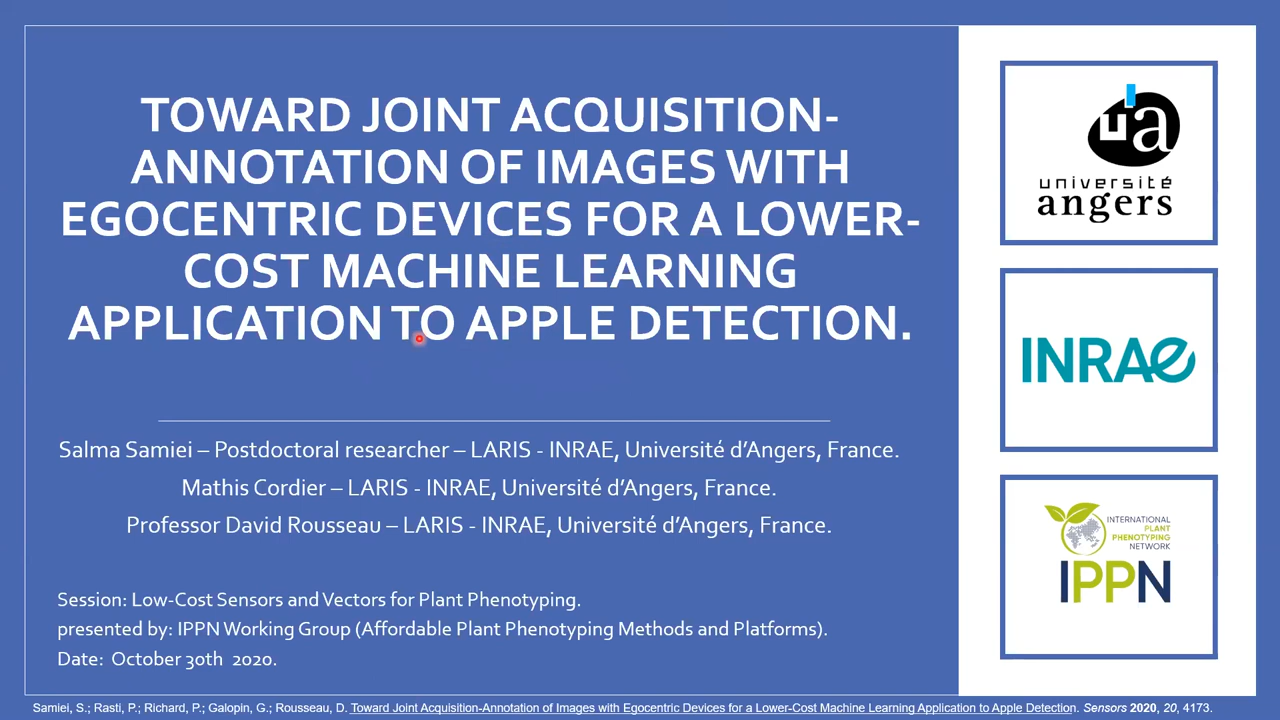 TOWARD JOINT ACQUISITION-
ANNOTATION OF IMAGES WITH
EGOCENTRIC DEVICES FOR A LOWER-
COST MACHINE LEARNING
APPLICATION TO APPLE DETECTION.
Salma Samiei – Postdoctoral researcher – LARIS - INRAE, Université d’Angers, France.
Mathis Cordier – LARIS - INRAE, Université d’Angers, France.
Professor David Rousseau – LARIS - INRAE, Université d’Angers, France.
Session: Low-Cost Sensors and Vectors for Plant Phenotyping.
presented by: IPPN Working Group (Affordable Plant Phenotyping Methods and Platforms).
Date: October 30th 2020.
ua
université
angers
INRAE
INTERNATIONAL
PLANT
PHENOTYPING
NETWORK
IPPN
Samiei, S.; Rasti, P.; Richard, P.; Galopin, G.; Rousseau, D. Toward Joint Acquisition-Annotation of Images with Egocentric Devices for a Lower-Cost Machine Learning Application to Apple Detection. Sensors 2020, 20, 4173.